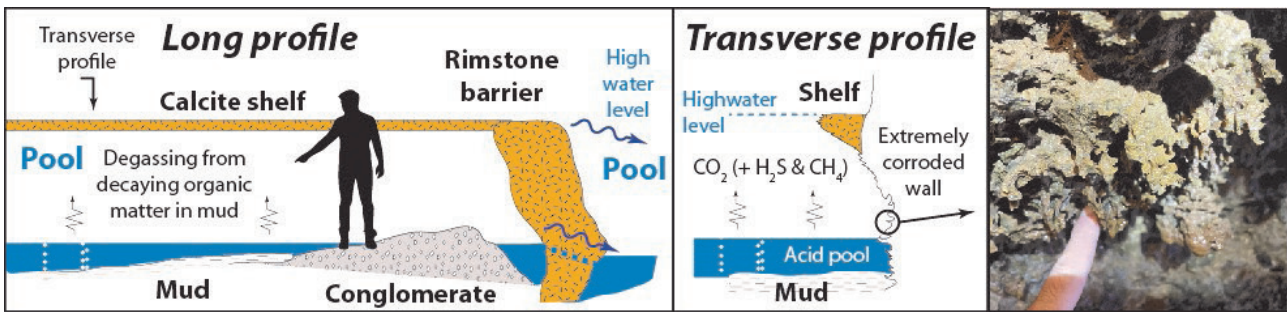 Long profile
Transverse
profile
Calcite shelf
Rimstone
barrier
High
water
level
Pool
Degassing from
decaying organic
matter in mud
Pool
Mud
Conglomerate
Transverse profile
Highwater
level
Shelf
Extremely
corroded
wall
CO₂ (+ H₂S & CH₄)
Acid pool
Mud